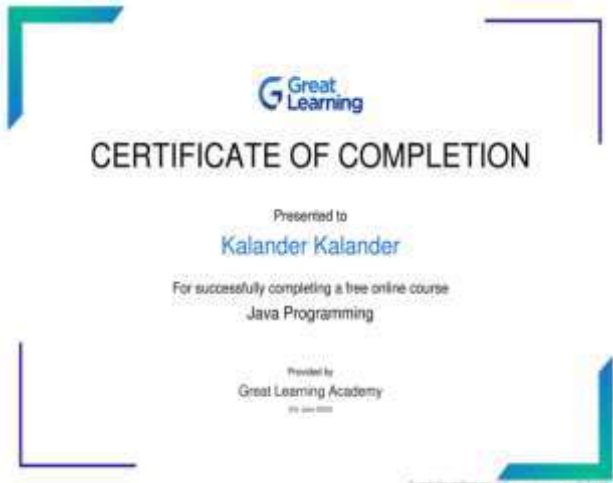 Great
Learning
CERTIFICATE OF COMPLETION
Presented to
Kalander Kalander
For successfully completing a free online course
Java Programming
Provided by
Great Learning Academy